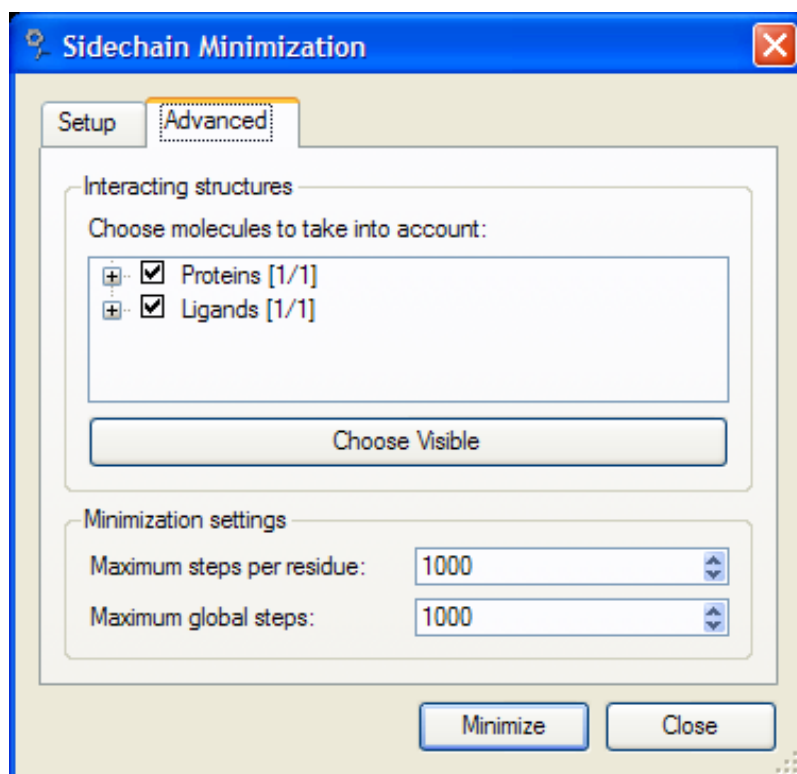 Sidechain Minimization
Setup Advanced
Interacting structures
Choose molecules to take into account:
Proteins [1/1]
Ligands [1/1]
Choose Visible
Minimization settings
Maximum steps per residue: 1000
Maximum global steps: 1000
Minimize Close